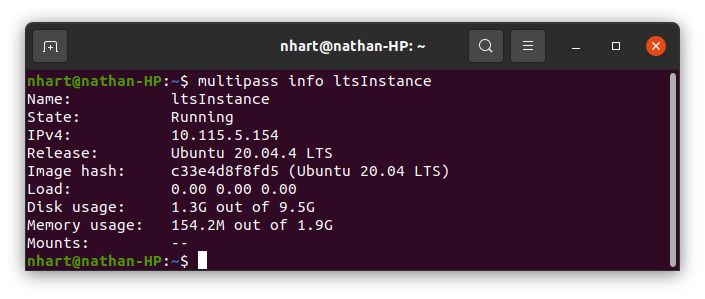 nhart@nathan-HP: ~
nhart@nathan-HP:~$ multipass info ltsInstance
Name:           ltsInstance
State:          Running
IPv4:           10.115.5.154
Release:        Ubuntu 20.04.4 LTS
Image hash:     c33e4d8f8fd5 (Ubuntu 20.04 LTS)
Load:           0.00 0.00 0.00
Disk usage:     1.3G out of 9.5G
Memory usage:   154.2M out of 1.9G
Mounts:         --
nhart@nathan-HP:~$